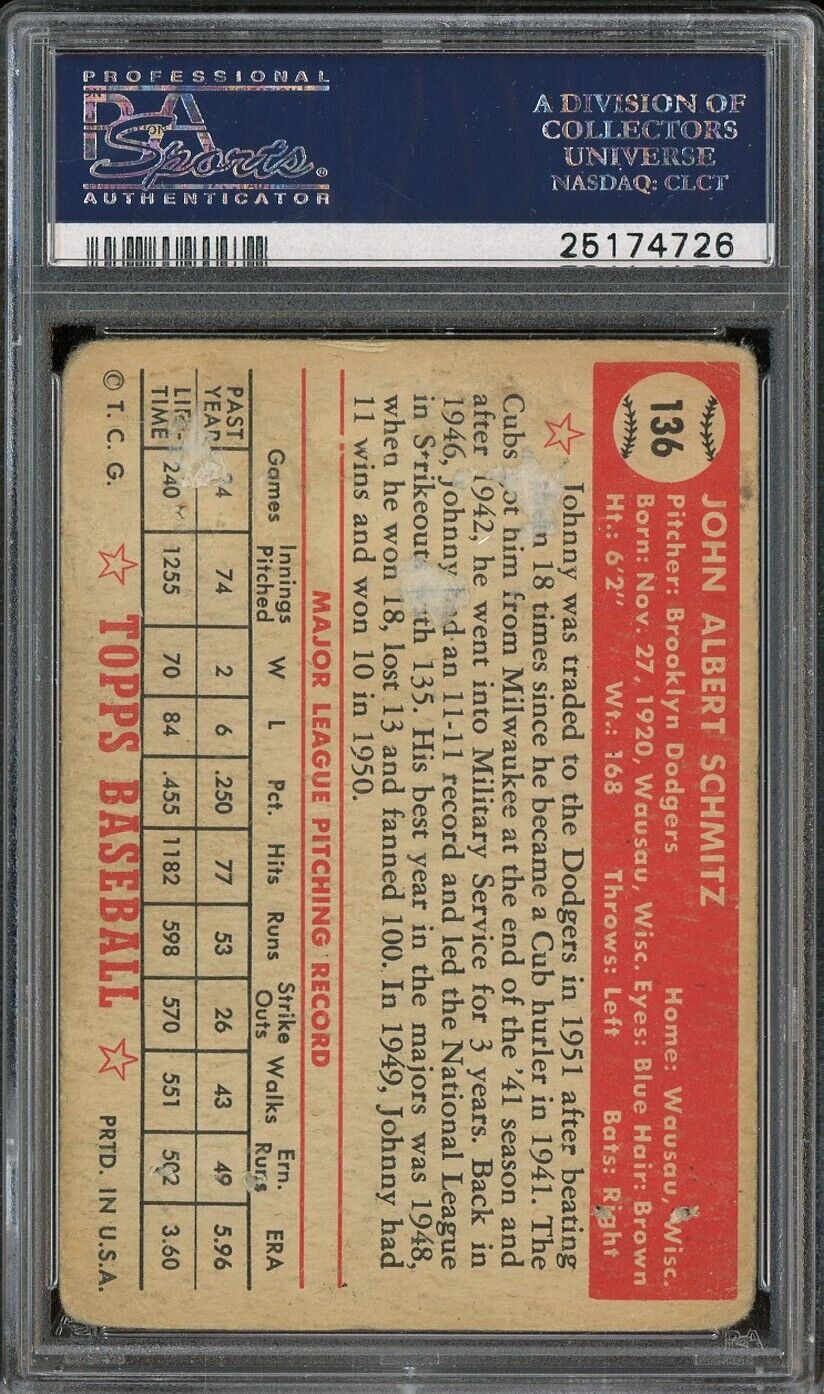 PROFESSIONAL
PSA
Sports®
AUTHENTICATOR
A DIVISION OF
COLLECTORS
UNIVERSE
NASDAQ: CLCT
25174726
136
JOHN ALBERT SCHMITZ
Pitcher: Brooklyn Dodgers Home: Wausau, Wisc.
Born: Nov. 27, 1920, Wausau, Wisc. Eyes: Blue Hair: Brown
Ht.: 6'2" Wt.: 168 Throws: Left Bats: Right
Johnny was traded to the Dodgers in 1951 after beating
18 times since he became a Cub hurler in 1941. The
Cubs got him from Milwaukee at the end of the '41 season and
after 1942, he went into Military Service for 3 years. Back in
1946, Johnny had an 11-11 record and led the National League
in Strikeouts with 135. His best year in the majors was 1948,
when he won 18, lost 13 and fanned 100. In 1949, Johnny had
11 wins and won 10 in 1950.
MAJOR LEAGUE PITCHING RECORD
Games Innings Pitched W L Pct. Hits Runs Strike Outs Walks Ern. Runs ERA
PAST YEAR 74 2 6 .250 77 53 26 43 49 5.96
LIFE TIME 240 1255 70 84 .455 1182 598 570 551 502 3.60
© T. C. G. TOPPS BASEBALL PRTD. IN U.S.A.